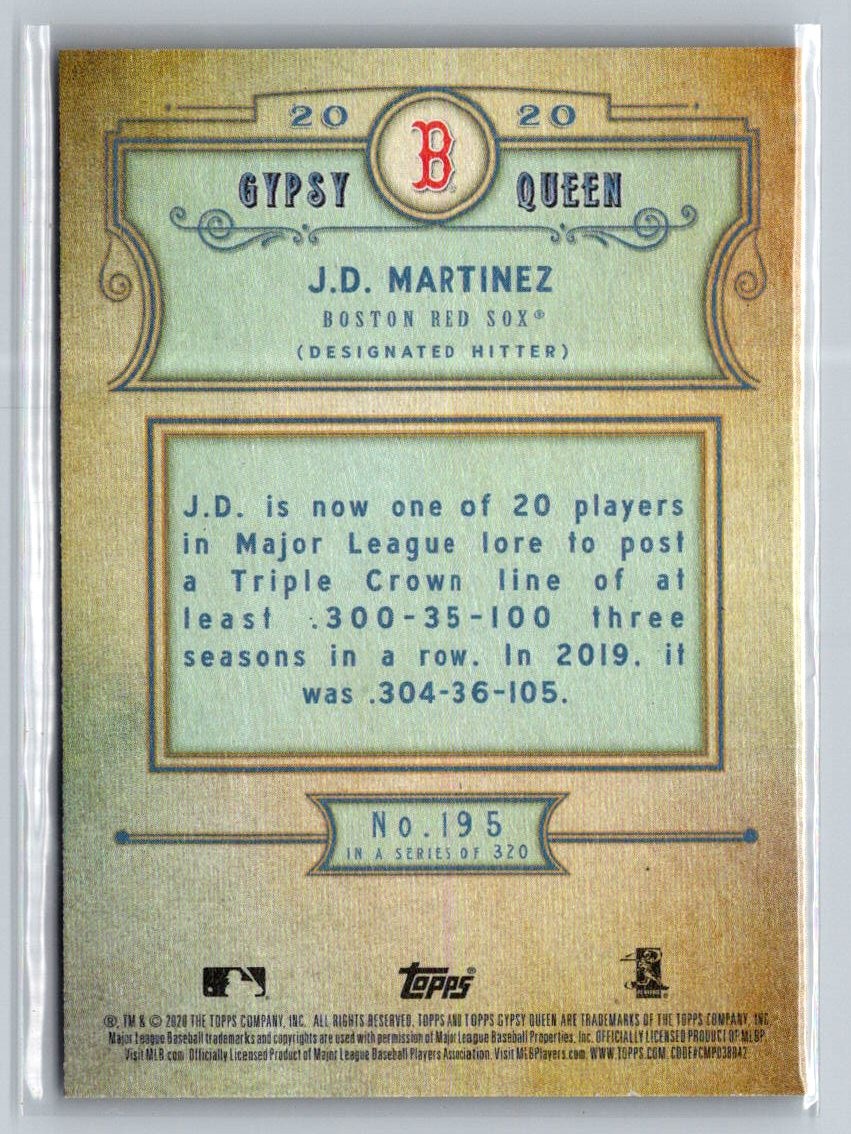 20 20
B
GYPSY QUEEN
J.D. MARTINEZ
BOSTON RED SOX®
(DESIGNATED HITTER)
J.D. is now one of 20 players
in Major League lore to post
a Triple Crown line of at
least .300-35-100 three
seasons in a row. In 2019, it
was .304-36-105.
No.195
IN A SERIES OF 320
topps®
®, TM & © 2020 THE TOPPS COMPANY, INC. ALL RIGHTS RESERVED. TOPPS AND TOPPS GYPSY QUEEN ARE TRADEMARKS OF THE TOPPS COMPANY, INC.
Major League Baseball trademarks and copyrights are used with permission of Major League Baseball Properties, Inc. OFFICIALLY LICENSED PRODUCT OF MLBP
Visit MLB.com Officially Licensed Product of Major League Baseball Players Association. Visit MLBPlayers.com. WWW.TOPPS.COM. CODE#CMP038042